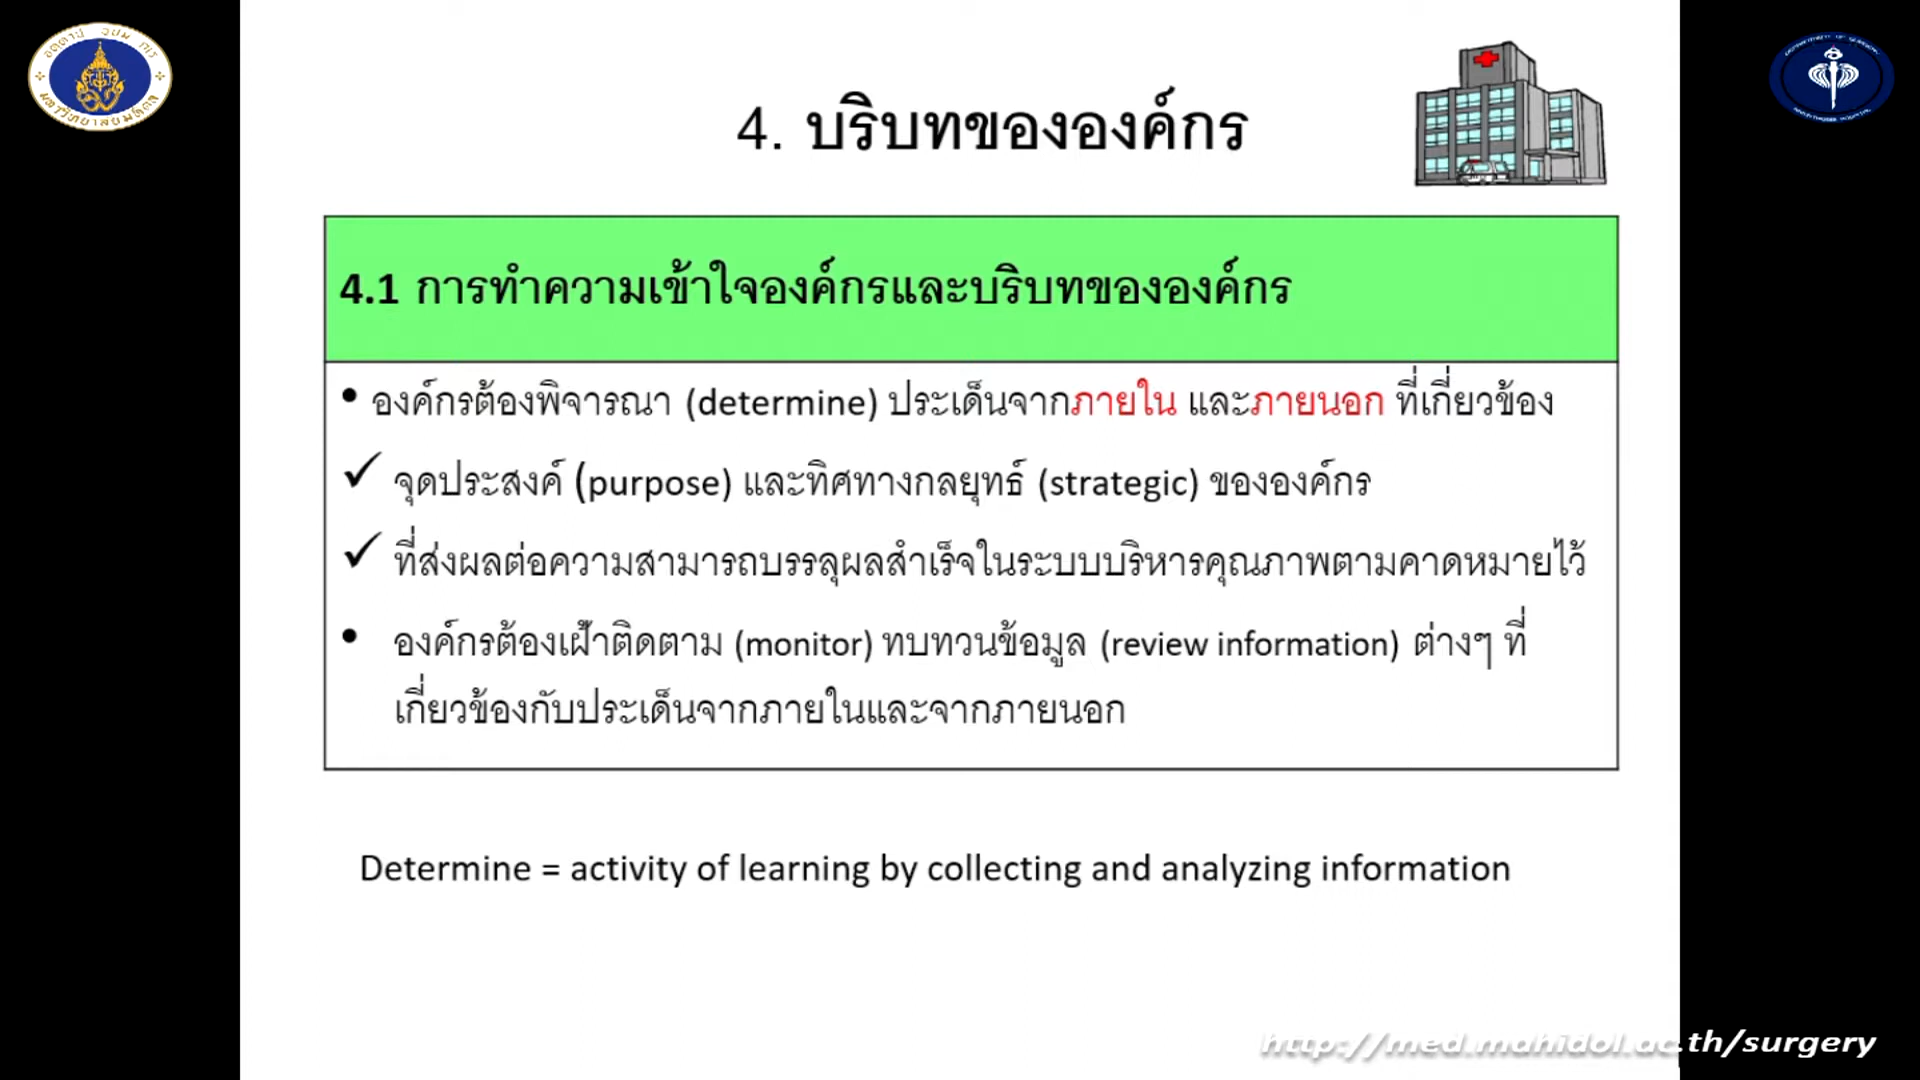 4. บริบทขององค์กร
4.1 การทำความเข้าใจองค์กรและบริบทขององค์กร
• องค์กรต้องพิจารณา (determine) ประเด็นจากภายใน และภายนอก ที่เกี่ยวข้อง
✓ จุดประสงค์ (purpose) และทิศทางกลยุทธ์ (strategic) ขององค์กร
✓ ที่ส่งผลต่อความสามารถบรรลุผลสำเร็จในระบบบริหารคุณภาพตามคาดหมายไว้
• องค์กรต้องเฝ้าติดตาม (monitor) ทบทวนข้อมูล (review information) ต่างๆ ที่
เกี่ยวข้องกับประเด็นจากภายในและจากภายนอก
Determine = activity of learning by collecting and analyzing information
http://med.mahidol.ac.th/surgery